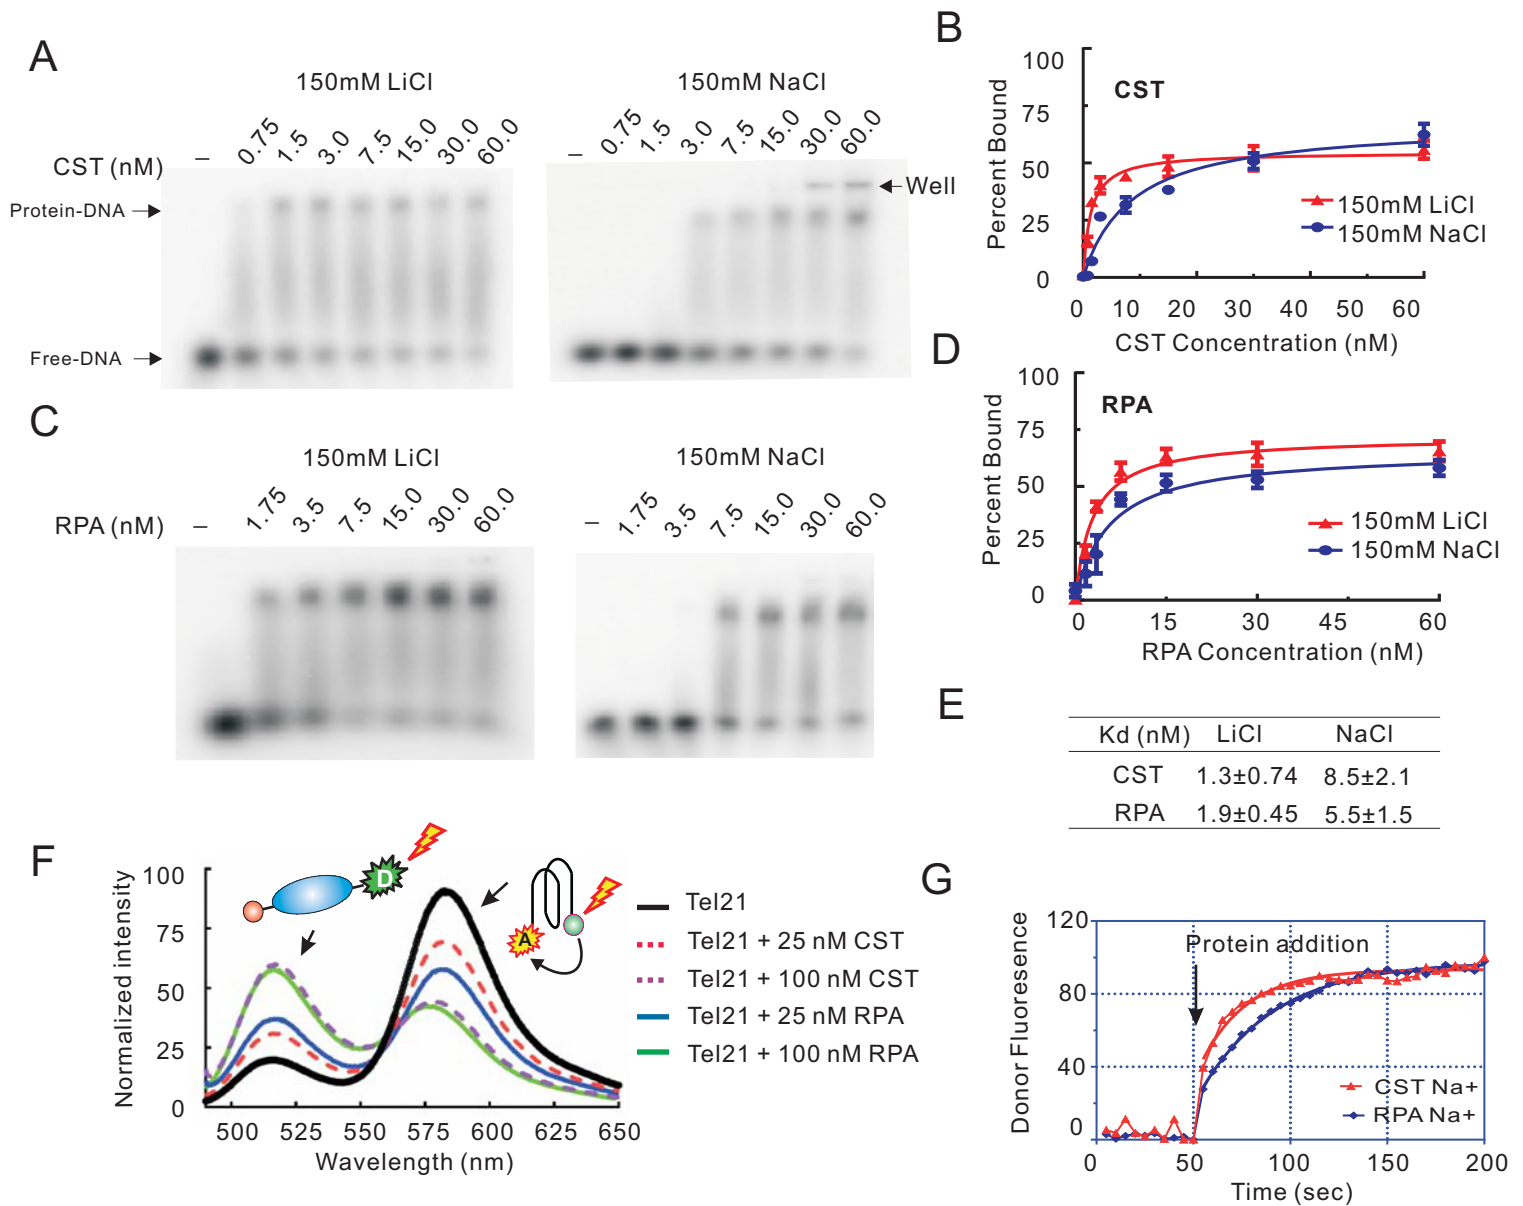 A
150mM LiCl
150mM NaCl
CST (nM)
– 0.75 1.5 3.0 7.5 15.0 30.0 60.0
– 0.75 1.5 3.0 7.5 15.0 30.0 60.0
Well
Protein-DNA
Free-DNA
B
CST
Percent Bound
100
75
50
25
0
150mM LiCl
150mM NaCl
0 10 20 30 40 50 60
CST Concentration (nM)
C
150mM LiCl
150mM NaCl
RPA (nM)
– 1.75 3.5 7.5 15.0 30.0 60.0
– 1.75 3.5 7.5 15.0 30.0 60.0
D
RPA
Percent Bound
100
75
50
25
0
150mM LiCl
150mM NaCl
0 15 30 45 60
RPA Concentration (nM)
E
Kd (nM) LiCl NaCl
CST 1.3±0.74 8.5±2.1
RPA 1.9±0.45 5.5±1.5
F
Normalized intensity
100
75
50
25
0
D
A
Tel21
Tel21 + 25 nM CST
Tel21 + 100 nM CST
Tel21 + 25 nM RPA
Tel21 + 100 nM RPA
500 525 550 575 600 625 650
Wavelength (nm)
G
Donor Fluoresence
120
80
40
0
Protein addition
CST Na+
RPA Na+
0 50 100 150 200
Time (sec)